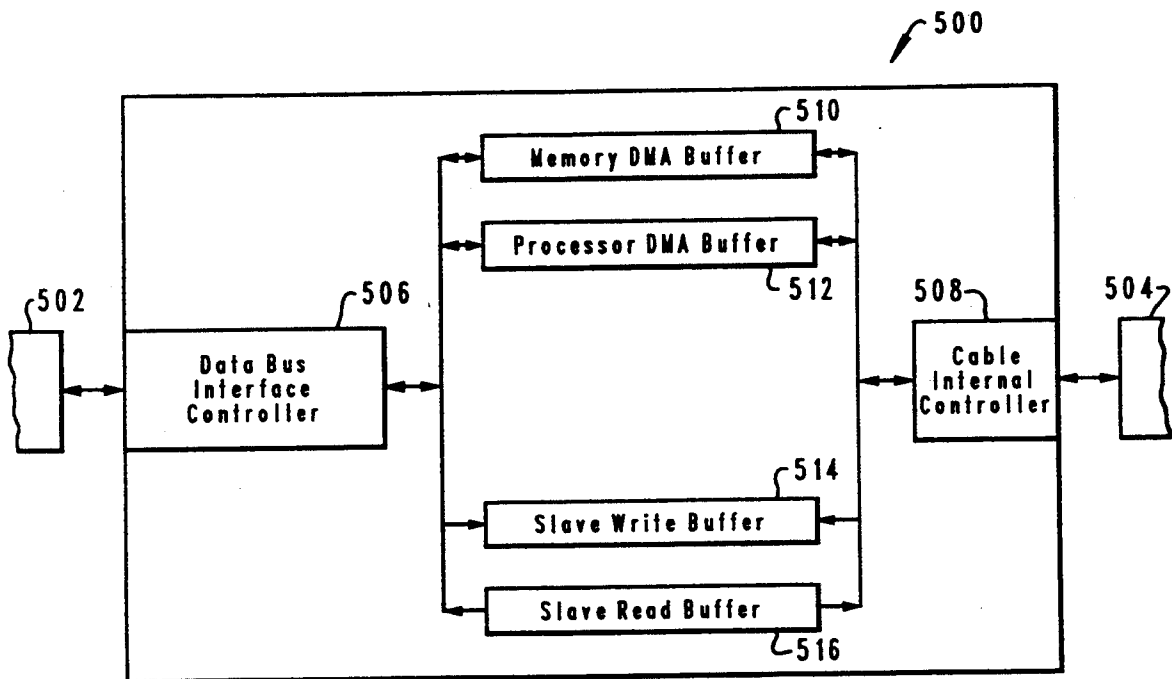 500
510
Memory DMA Buffer
Processor DMA Buffer
512
502
506
508
504
Data Bus
Interface
Controller
Cable
Internal
Controller
514
Slave Write Buffer
Slave Read Buffer
516